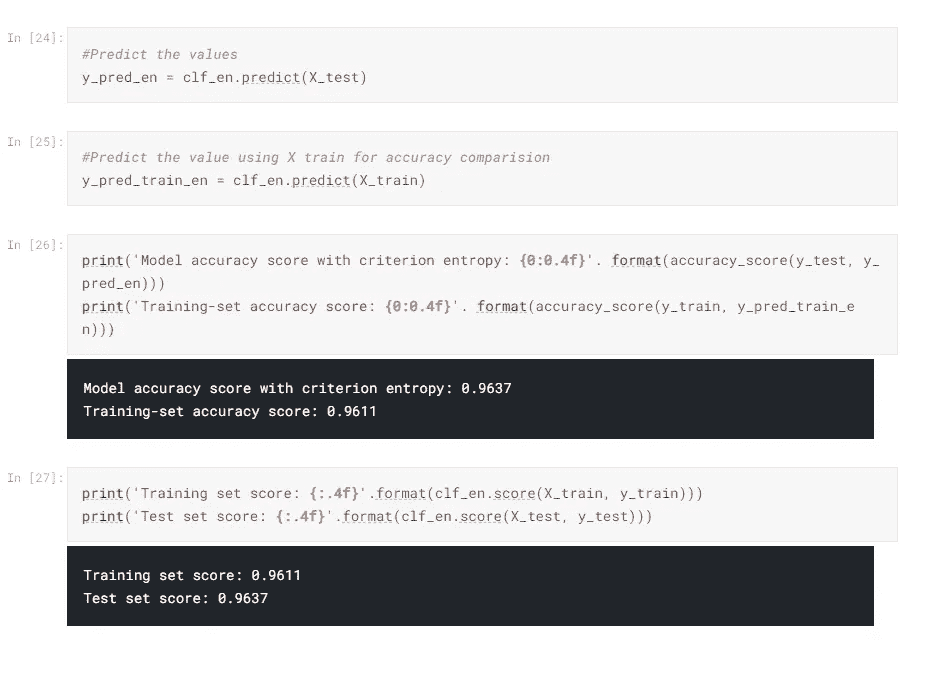 In [24]:
#Predict the values
y_pred_en = clf_en.predict(X_test)
In [25]:
#Predict the value using X train for accuracy comparision
y_pred_train_en = clf_en.predict(X_train)
In [26]:
print('Model accuracy score with criterion entropy: {0:0.4f}'. format(accuracy_score(y_test, y_
pred_en)))
print('Training-set accuracy score: {0:0.4f}'. format(accuracy_score(y_train, y_pred_train_e
n)))
Model accuracy score with criterion entropy: 0.9637
Training-set accuracy score: 0.9611
In [27]:
print('Training set score: {:.4f}'.format(clf_en.score(X_train, y_train)))
print('Test set score: {:.4f}'.format(clf_en.score(X_test, y_test)))
Training set score: 0.9611
Test set score: 0.9637